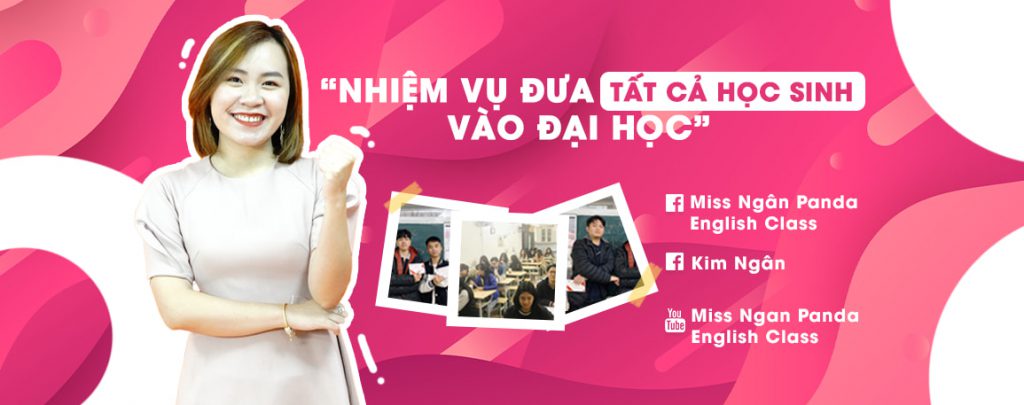 “NHIỆM VỤ ĐƯA TẤT CẢ HỌC SINH
VÀO ĐẠI HỌC”
Miss Ngân Panda
English Class
Kim Ngân
You
Tube
Miss Ngan Panda
English Class